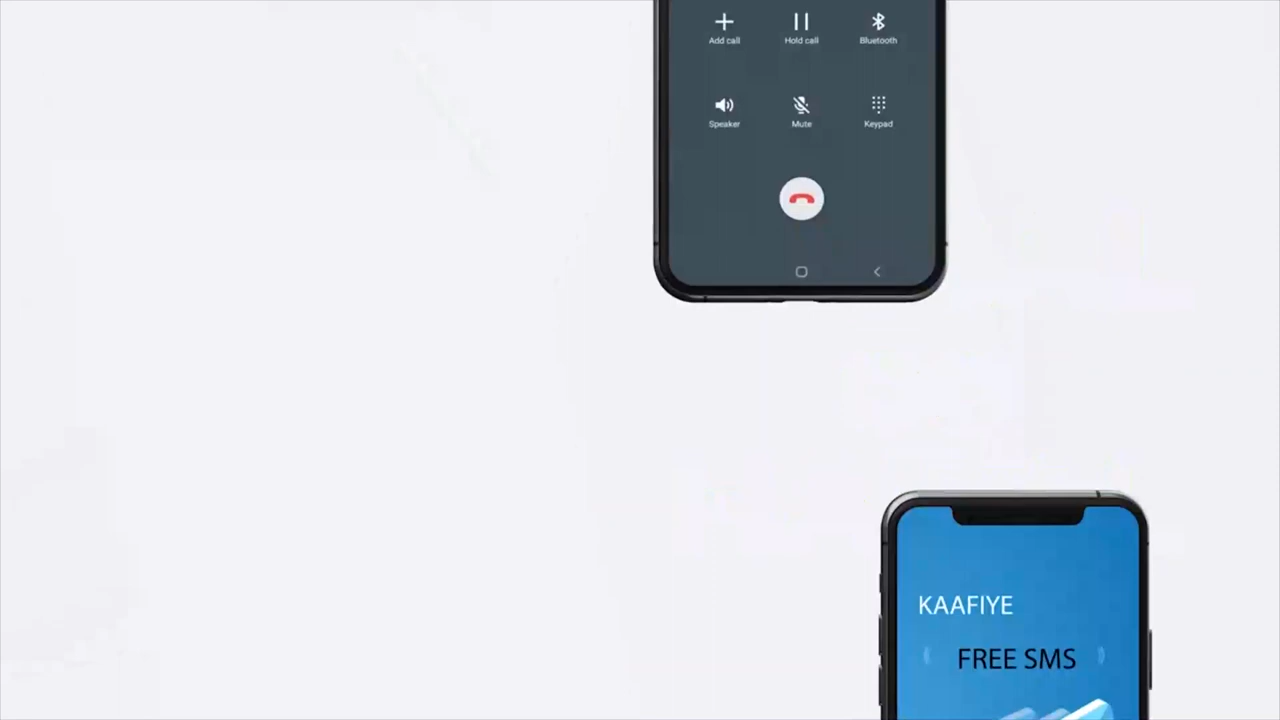 Add call Hold call Bluetooth
Speaker Mute Keypad
KAAFIYE
FREE SMS